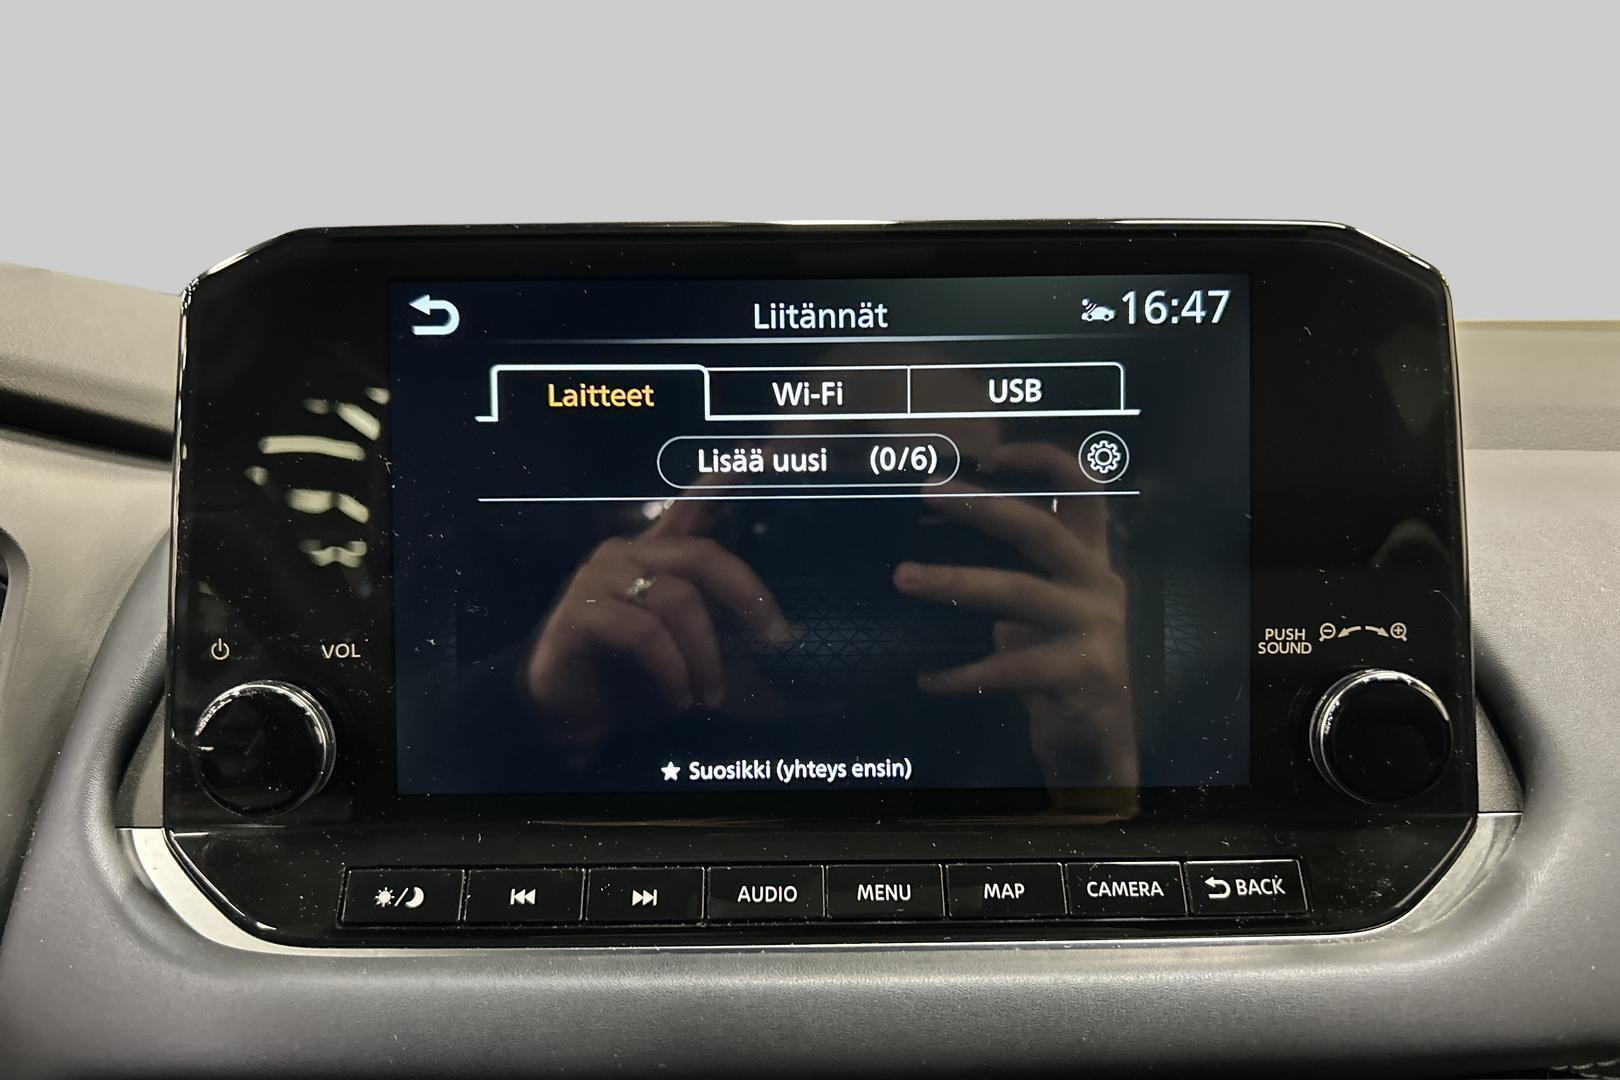 Liitännät
16:47
Laitteet
Wi-Fi
USB
Lisää uusi (0/6)
VOL
PUSH
SOUND
★ Suosikki (yhteys ensin)
AUDIO
MENU
MAP
CAMERA
BACK